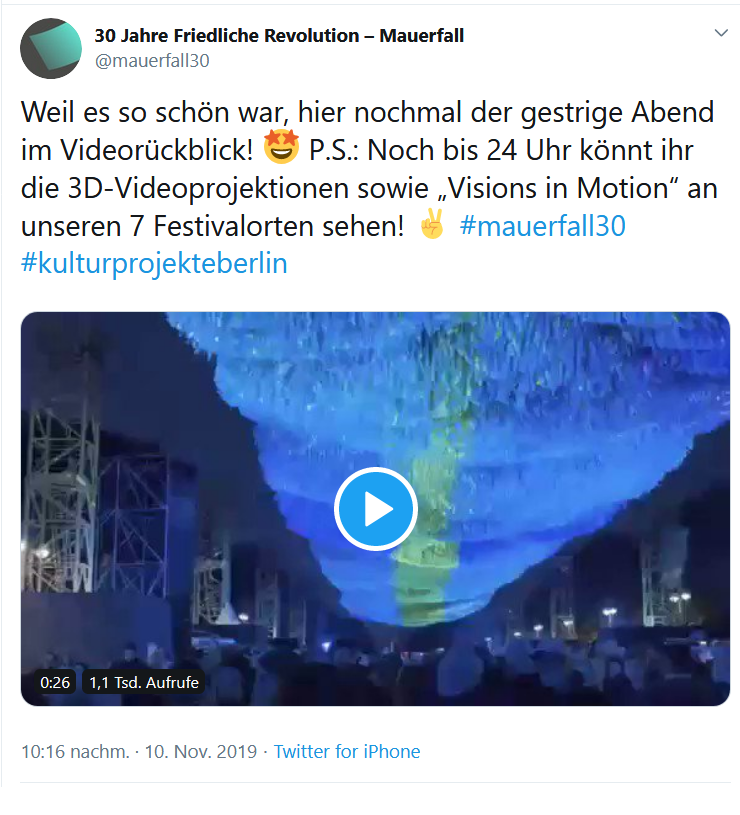 30 Jahre Friedliche Revolution – Mauerfall
@mauerfall30
Weil es so schön war, hier nochmal der gestrige Abend
im Videorückblick! 🤩 P.S.: Noch bis 24 Uhr könnt ihr
die 3D-Videoprojektionen sowie „Visions in Motion“ an
unseren 7 Festivalorten sehen! ✌️ #mauerfall30
#kulturprojekteberlin
0:26 1,1 Tsd. Aufrufe
10:16 nachm. · 10. Nov. 2019 · Twitter for iPhone